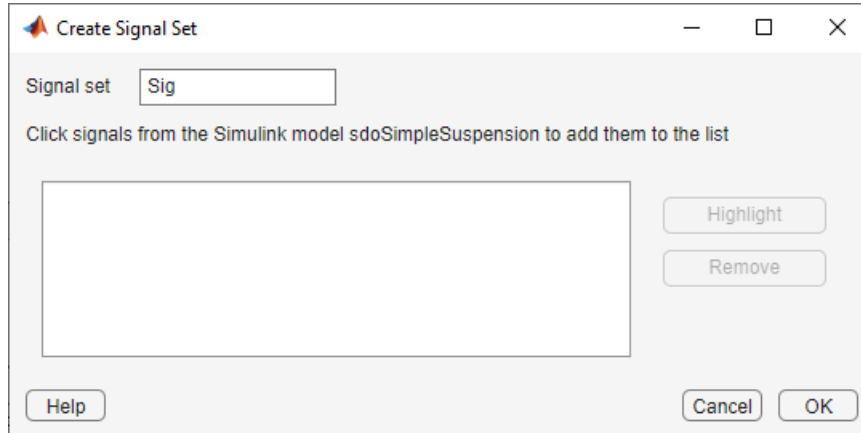 Create Signal Set
Signal set Sig
Click signals from the Simulink model sdoSimpleSuspension to add them to the list
Highlight
Remove
Help Cancel OK